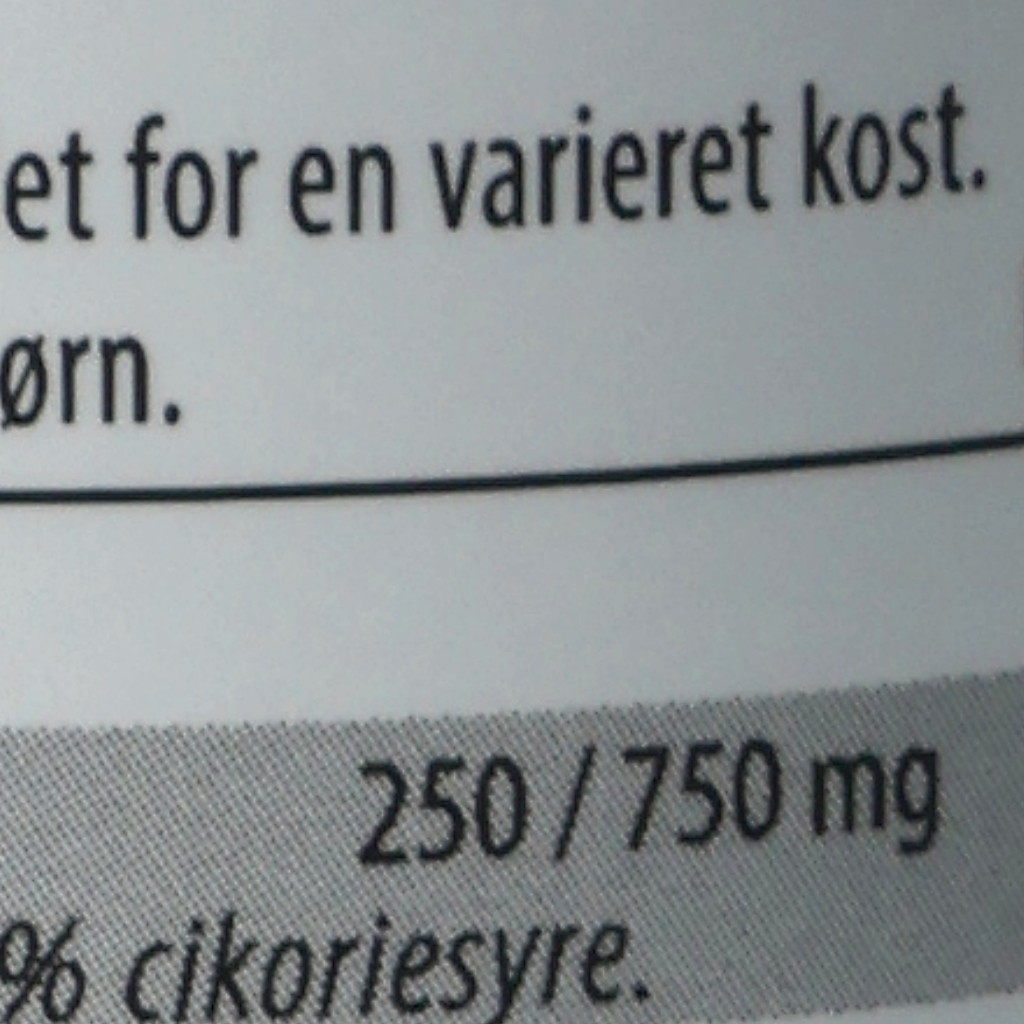 et for en varieret kost.
ørn.
250 / 750 mg
% cikoriesyre.